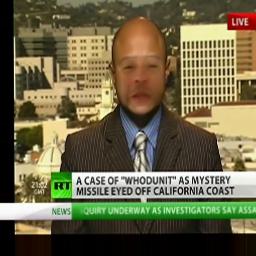 LIVE
A CASE OF "WHODUNIT" AS MYSTERY
21:02 RT MISSILE EYED OFF CALIFORNIA COAST
GMT
NEWS QUIRY UNDERWAY AS INVESTIGATORS SAY ASSA